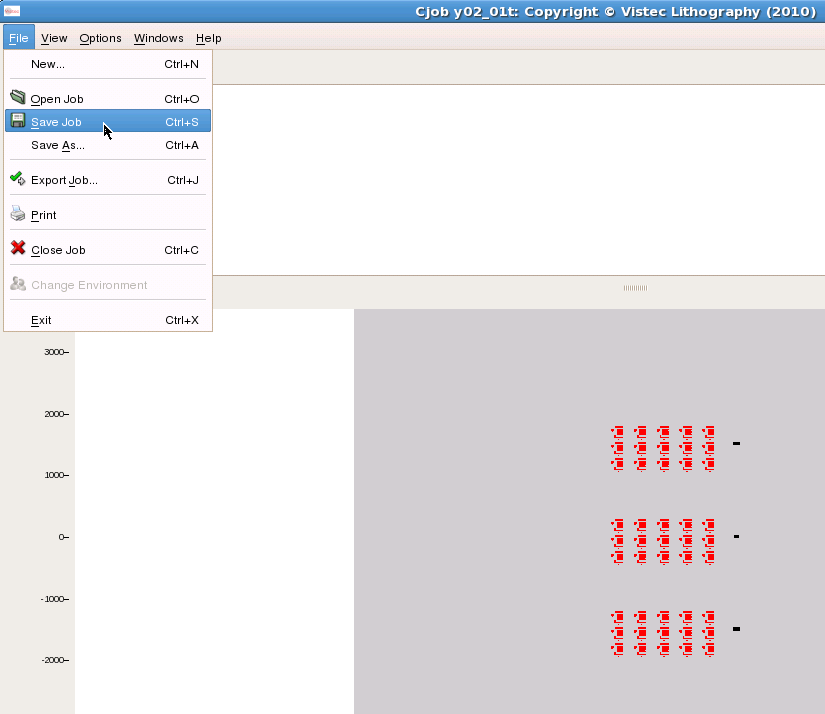 Cjob y02_01t: Copyright © Vistec Lithography (2010)
File View Options Windows Help
New... Ctrl+N
Open Job Ctrl+O
Save Job Ctrl+S
Save As... Ctrl+A
Export Job... Ctrl+J
Print
Close Job Ctrl+C
Change Environment
Exit Ctrl+X
3000
2000
1000
0
-1000
-2000